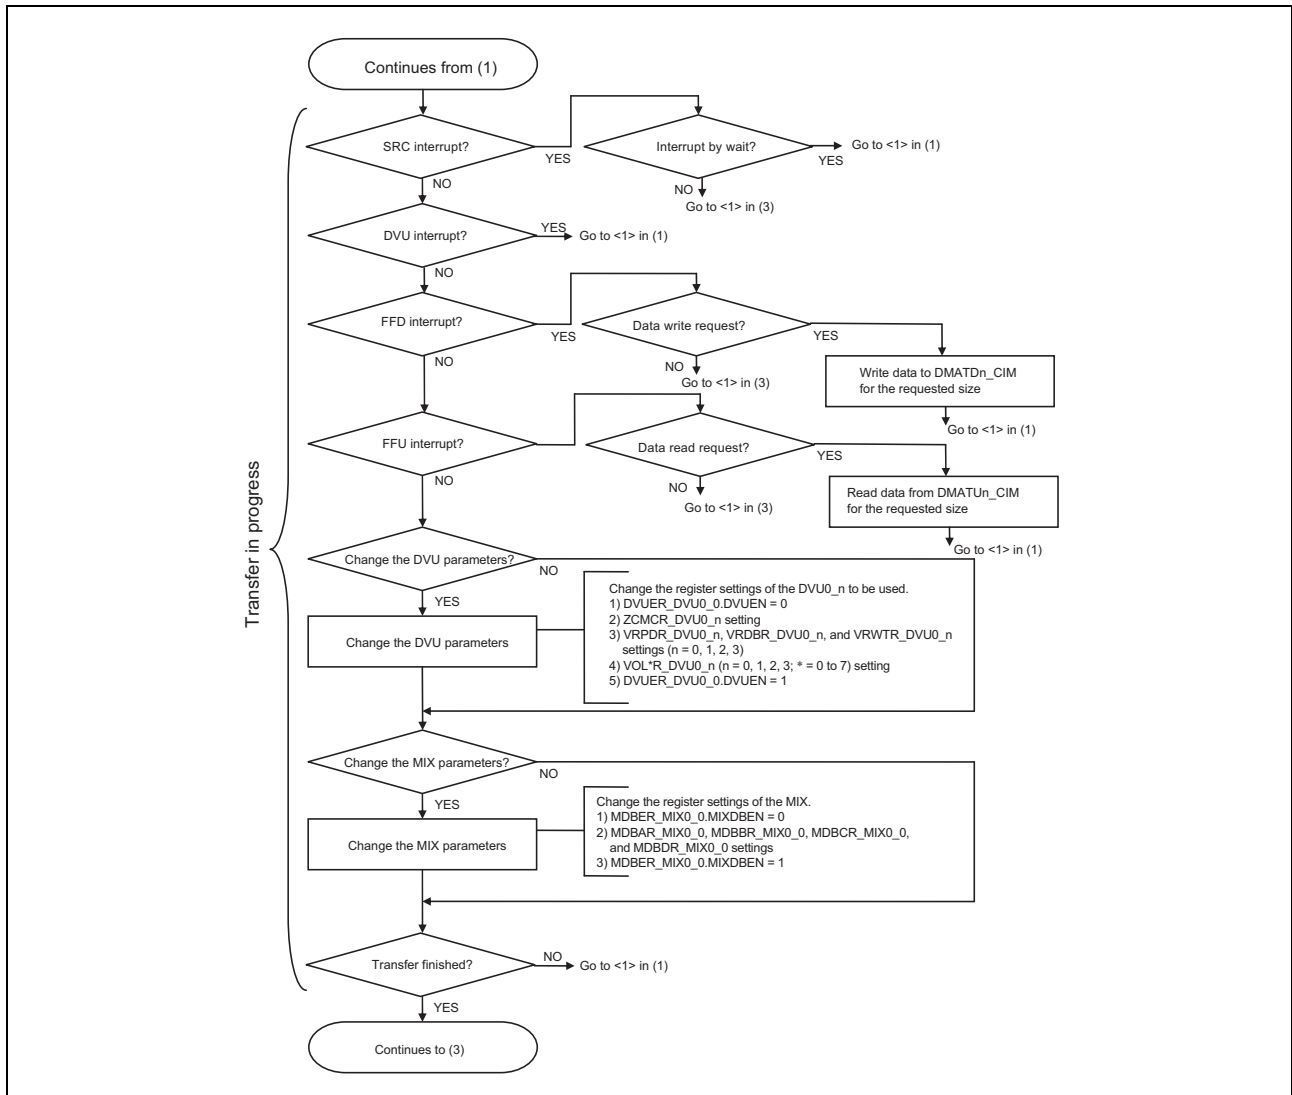 Continues from (1)
SRC interrupt?
YES
Interrupt by wait?
YES
Go to <1> in (1)
NO
NO
Go to <1> in (3)
DVU interrupt?
YES
Go to <1> in (1)
NO
FFD interrupt?
YES
Data write request?
YES
NO
NO
Go to <1> in (3)
Write data to DMATDn_CIM
for the requested size
Go to <1> in (1)
FFU interrupt?
Data read request?
YES
NO
NO
Go to <1> in (3)
Read data from DMATUn_CIM
for the requested size
Go to <1> in (1)
Transfer in progress
Change the DVU parameters?
NO
YES
Change the DVU parameters
Change the register settings of the DVU0_n to be used.
1) DVUER_DVU0_0.DVUEN = 0
2) ZCMCR_DVU0_n setting
3) VRPDR_DVU0_n, VRDBR_DVU0_n, and VRWTR_DVU0_n
settings (n = 0, 1, 2, 3)
4) VOL*R_DVU0_n (n = 0, 1, 2, 3; * = 0 to 7) setting
5) DVUER_DVU0_0.DVUEN = 1
Change the MIX parameters?
NO
YES
Change the MIX parameters
Change the register settings of the MIX.
1) MDBER_MIX0_0.MIXDBEN = 0
2) MDBAR_MIX0_0, MDBBR_MIX0_0, MDBCR_MIX0_0,
and MDBDR_MIX0_0 settings
3) MDBER_MIX0_0.MIXDBEN = 1
Transfer finished?
NO
Go to <1> in (1)
YES
Continues to (3)